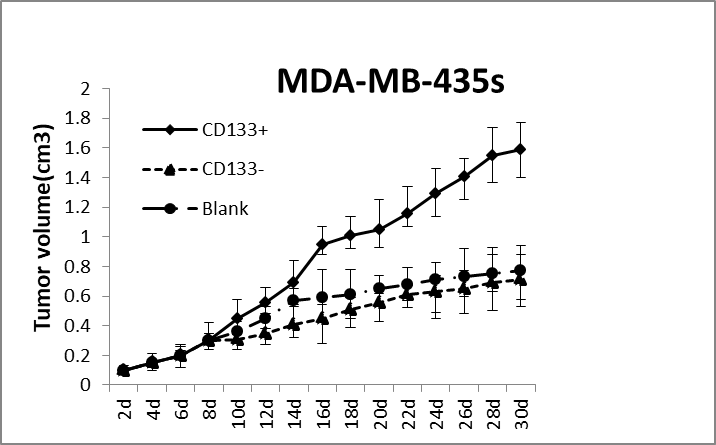 MDA-MB-435s
Tumor volume(cm3)
2
1.8
1.6
1.4
1.2
1
0.8
0.6
0.4
0.2
0
CD133+
CD133-
Blank
2d
4d
6d
8d
10d
12d
14d
16d
18d
20d
22d
24d
26d
28d
30d